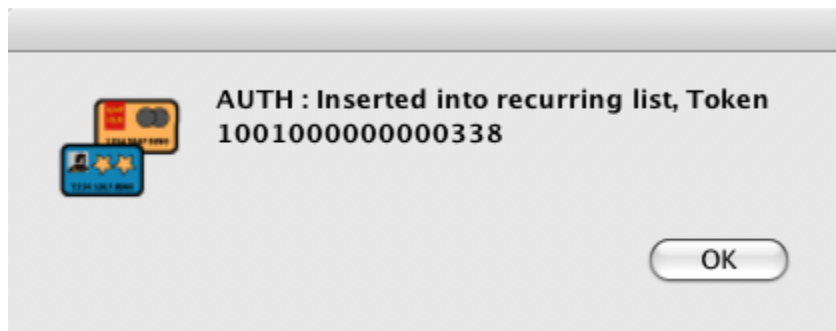 AUTH : Inserted into recurring list, Token
1001000000000338
OK